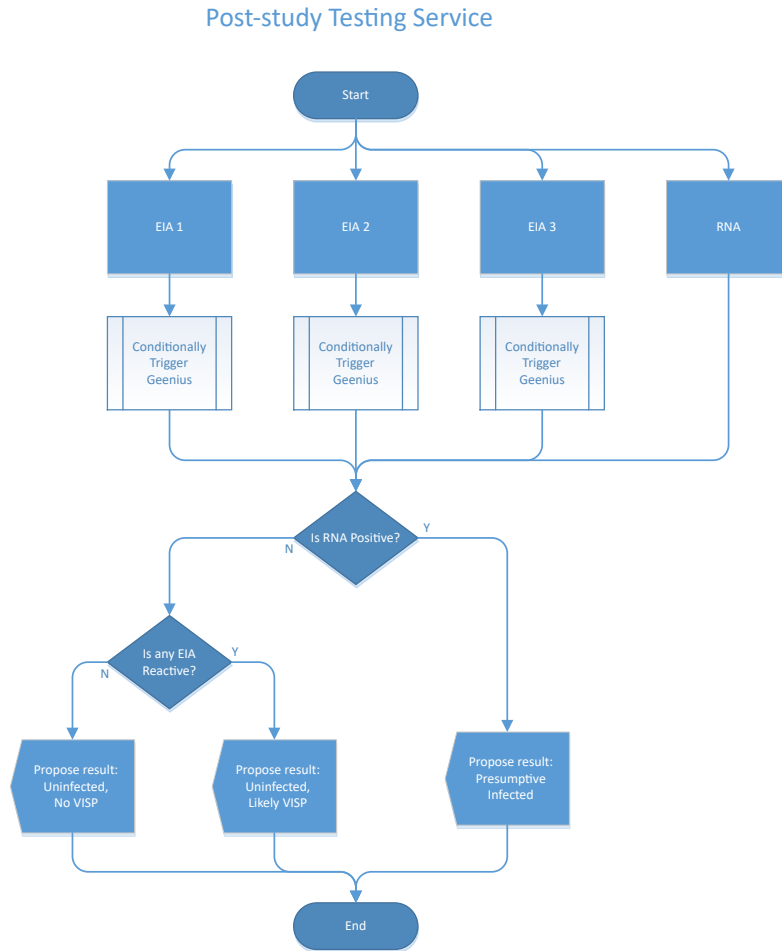 Post-study Testing Service
Start
EIA 1
EIA 2
EIA 3
RNA
Conditionally
Trigger
Geenius
Conditionally
Trigger
Geenius
Conditionally
Trigger
Geenius
Is RNA Positive?
Y
N
Is any EIA
Reactive?
Y
N
Propose result:
Uninfected,
No VISP
Propose result:
Uninfected,
Likely VISP
Propose result:
Presumptive
Infected
End